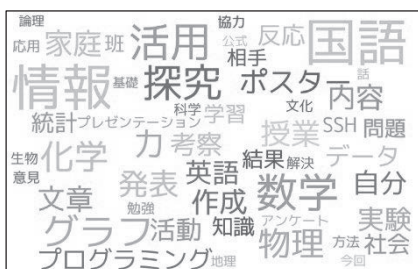 論理 家庭 班 活用 協力 公式 反応 国語
応用 相手
情報 基礎 探究 ポスター 話
科学 文化 内容
統計 プレゼンテーション 学習
生物 化学 力 考察 授業 SSH 問題
意見 発表 英語 結果 解決 データ
文章 勉強 作成 数学 自分
グラフ 活動 知識 アンケート 実験
物理 方法 社会
プログラミング 地理 今回